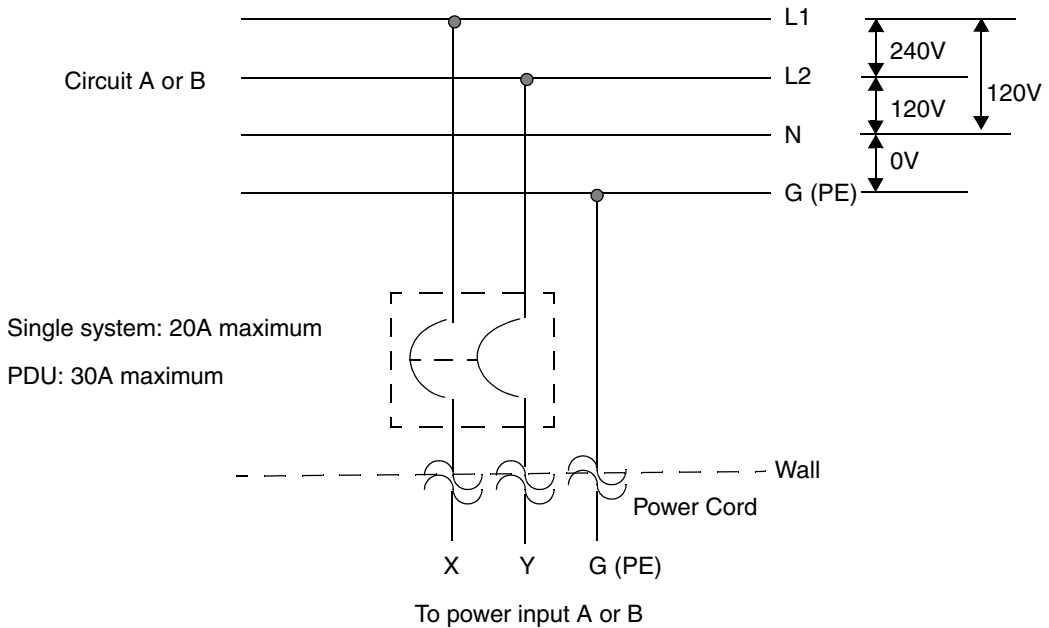 L1
240V
Circuit A or B
L2
120V
120V
N
0V
G (PE)
Single system: 20A maximum
PDU: 30A maximum
Wall
Power Cord
X Y G (PE)
To power input A or B